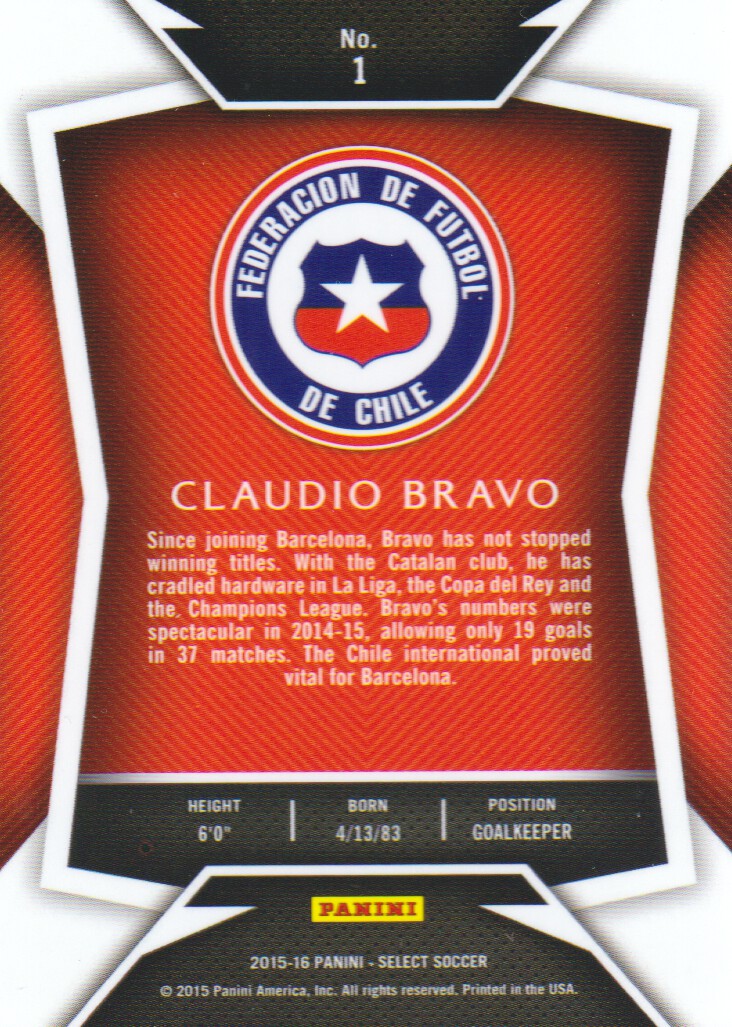 No.
1
FEDERACION DE FUTBOL
DE CHILE
CLAUDIO BRAVO
Since joining Barcelona, Bravo has not stopped
winning titles. With the Catalan club, he has
cradled hardware in La Liga, the Copa del Rey and
the Champions League. Bravo's numbers were
spectacular in 2014-15, allowing only 19 goals
in 37 matches. The Chile international proved
vital for Barcelona.
HEIGHT BORN POSITION
6'0" 4/13/83 GOALKEEPER
PANINI
2015-16 PANINI - SELECT SOCCER
© 2015 Panini America, Inc. All rights reserved. Printed in the USA.